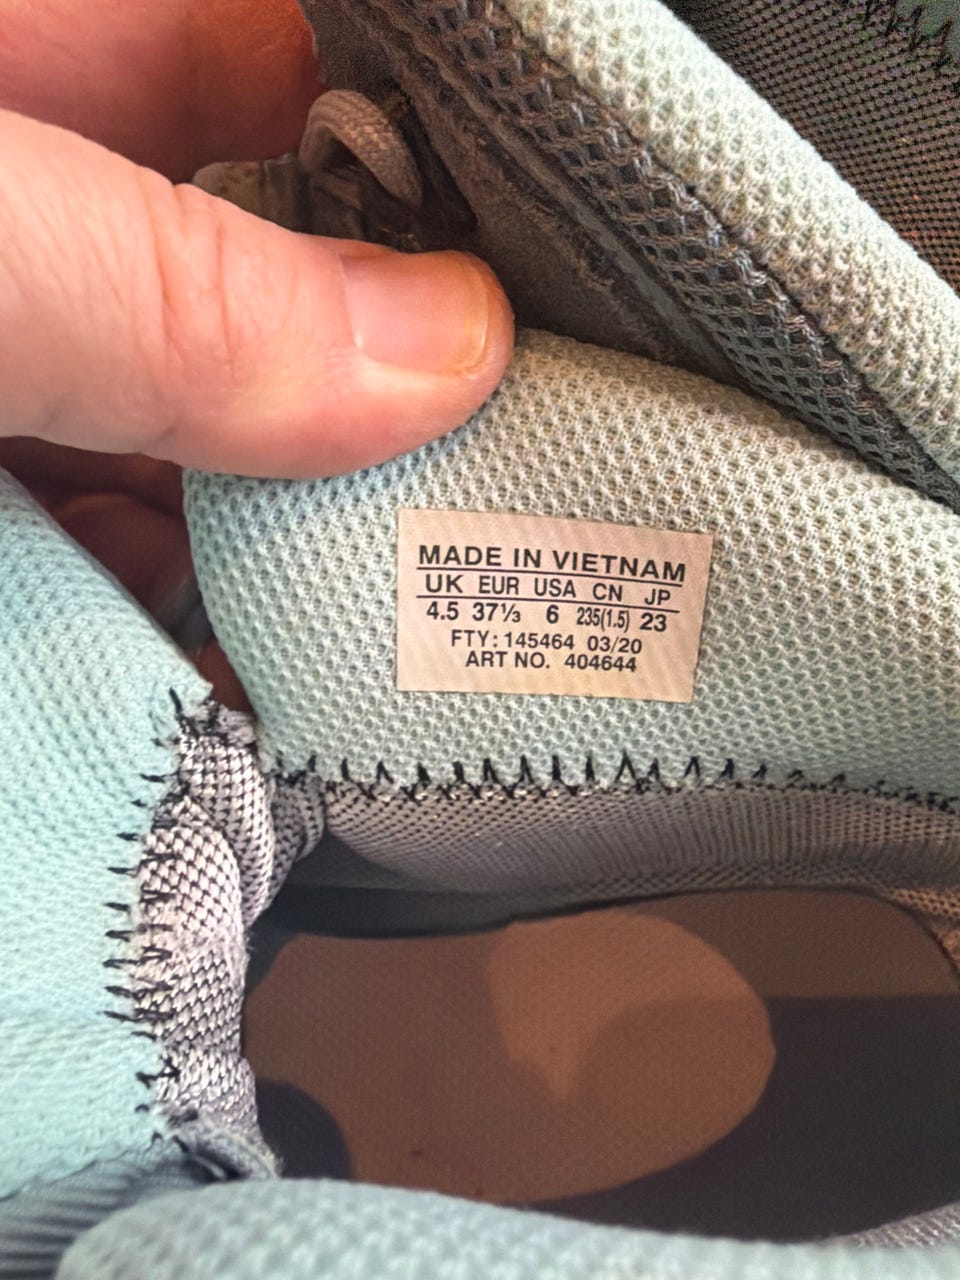 MADE IN VIETNAM
UK EUR USA CN JP
4.5 37⅓ 6 235(1.5) 23
FTY: 145464 03/20
ART NO. 404644